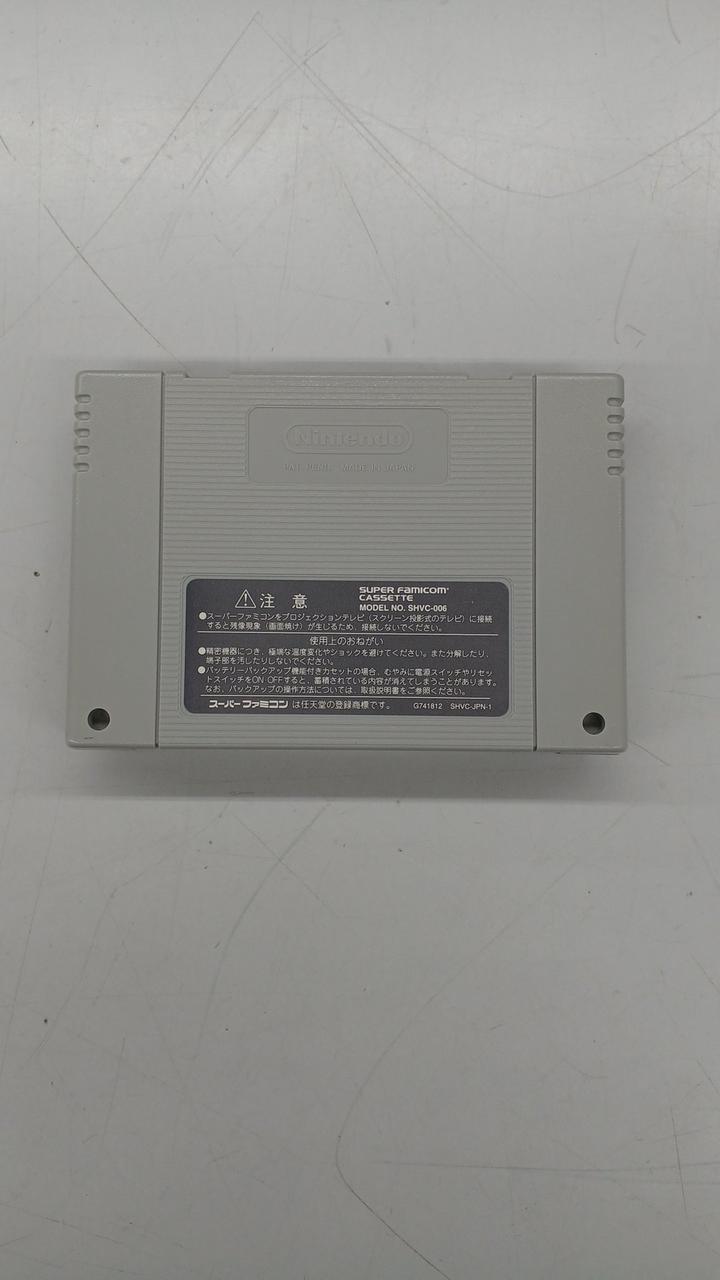 Nintendo
PAT. PEND. MADE IN JAPAN
注 意
SUPER FAMICOM
CASSETTE
MODEL NO. SHVC-006
●スーパーファミコンをプロジェクションテレビ（スクリーン投影式のテレビ）に接続
すると残像現象（画面焼け）が生じるため、接続しないでください。
使用上のおねがい
●精密機器につき、極端な温度変化やショックを避けてください。また分解したり、
端子部を汚したりしないでください。
●バッテリーバックアップ機能付きカセットの場合、むやみに電源スイッチやリセッ
トスイッチをON OFFすると、蓄積されている内容が消えてしまうことがあります。
なお、バックアップの操作方法については、取扱説明書をご参照ください。
スーパーファミコン は任天堂の登録商標です。
G741812 SHVC-JPN-1